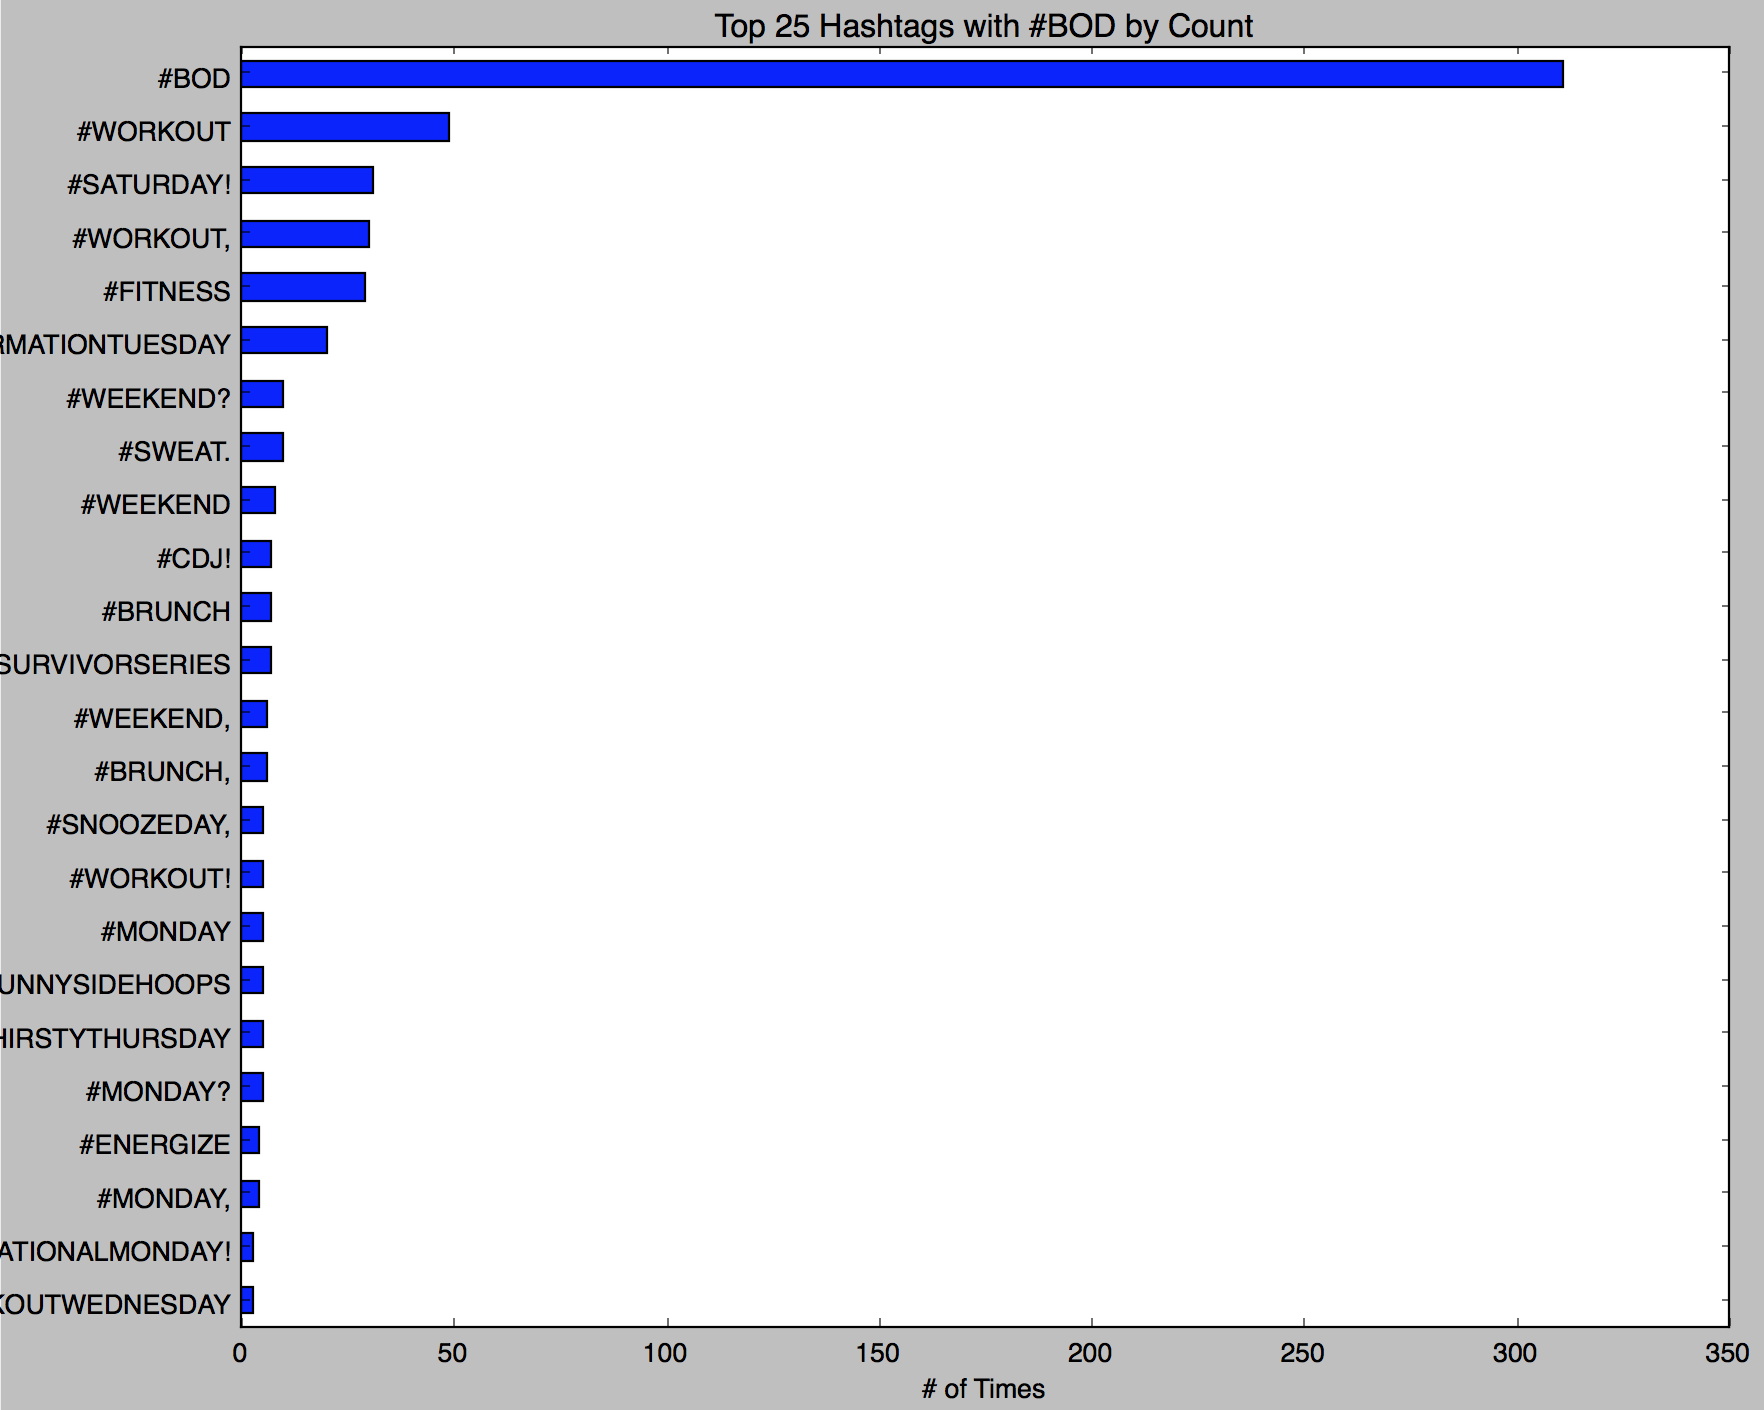 Top 25 Hashtags with #BOD by Count
#BOD
#WORKOUT
#SATURDAY!
#WORKOUT,
#FITNESS
RMATIONTUESDAY
#WEEKEND?
#SWEAT.
#WEEKEND
#CDJ!
#BRUNCH
SURVIVORSERIES
#WEEKEND,
#BRUNCH,
#SNOOZEDAY,
#WORKOUT!
#MONDAY
UNNYSIDEHOOPS
HIRSTYTHURSDAY
#MONDAY?
#ENERGIZE
#MONDAY,
ATIONALMONDAY!
KOUTWEDNESDAY
0 50 100 150 200 250 300 350
# of Times